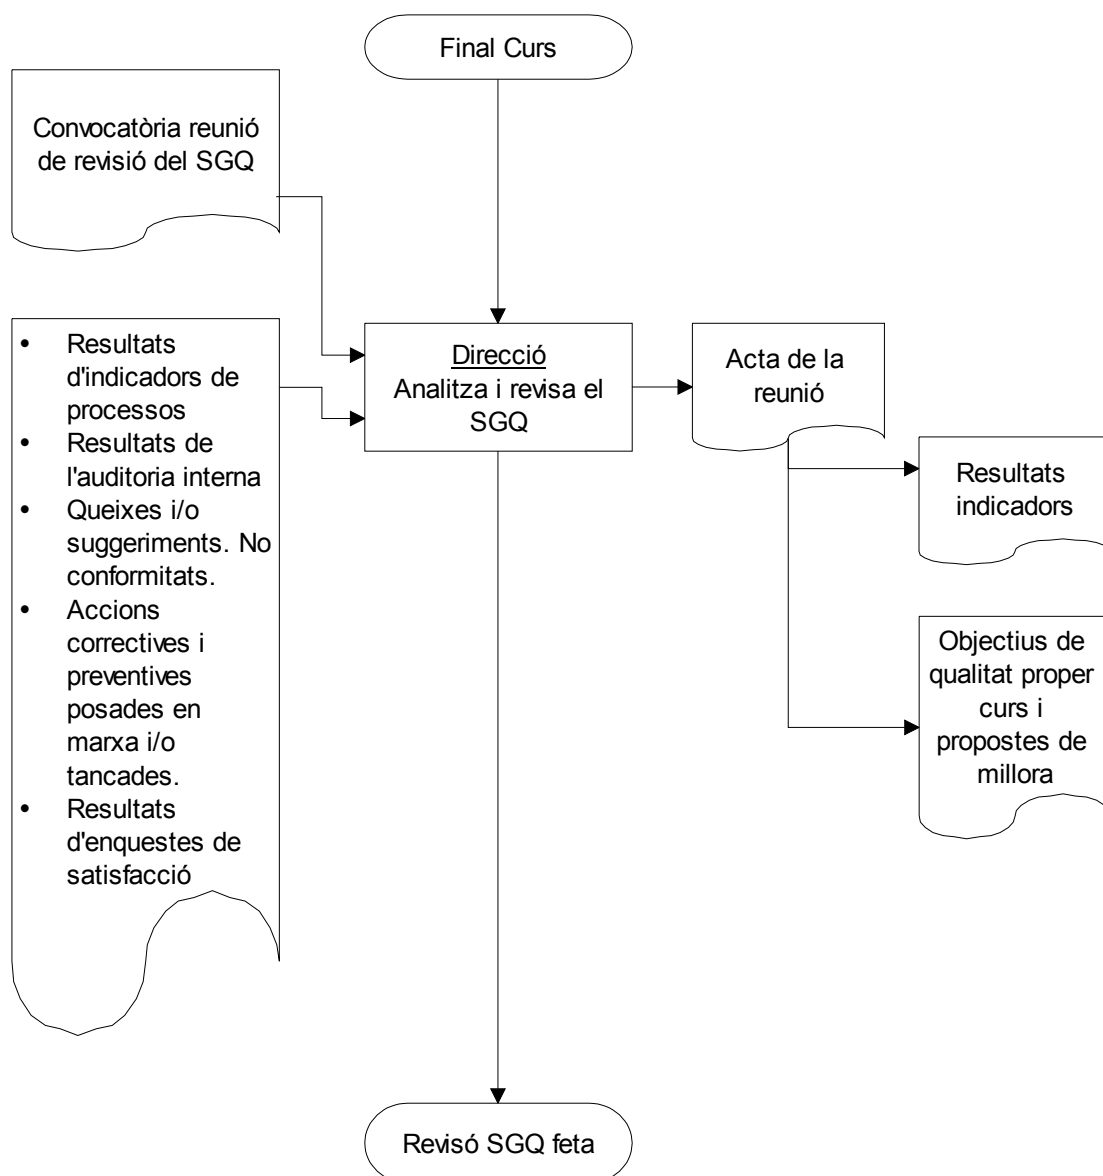 Final Curs
Convocatòria reunió
de revisió del SGQ
• Resultats
d'indicadors de
processos
• Resultats de
l'auditoria interna
• Queixes i/o
suggeriments. No
conformitats.
• Accions
correctives i
preventives
posades en
marxa i/o
tancades.
• Resultats
d'enquestes de
satisfacció
Direcció
Analitza i revisa el
SGQ
Acta de la
reunió
Resultats
indicadors
Objectius de
qualitat proper
curs i
propostes de
millora
Revisó SGQ feta